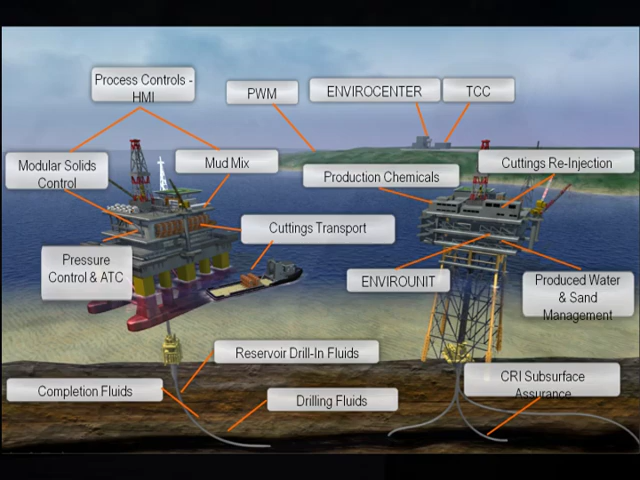 Process Controls -
HMI
PWM
ENVIROCENTER
TCC
Modular Solids
Control
Mud Mix
Production Chemicals
Cuttings Re-Injection
Cuttings Transport
Pressure
Control & ATC
ENVIROUNIT
Produced Water
& Sand
Management
Reservoir Drill-In Fluids
Completion Fluids
Drilling Fluids
CRI Subsurface
Assurance